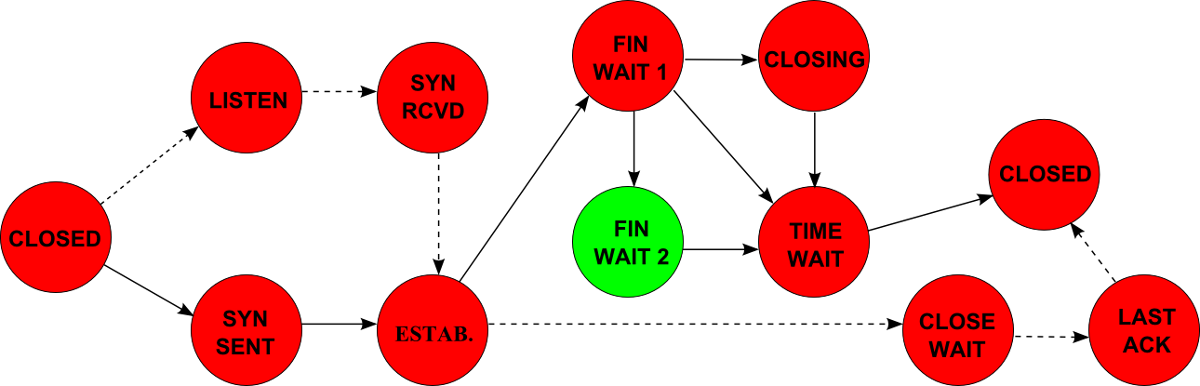 FIN
WAIT 1
CLOSING
LISTEN
SYN
RCVD
CLOSED
CLOSED
FIN
WAIT 2
TIME
WAIT
SYN
SENT
ESTAB.
CLOSE
WAIT
LAST
ACK